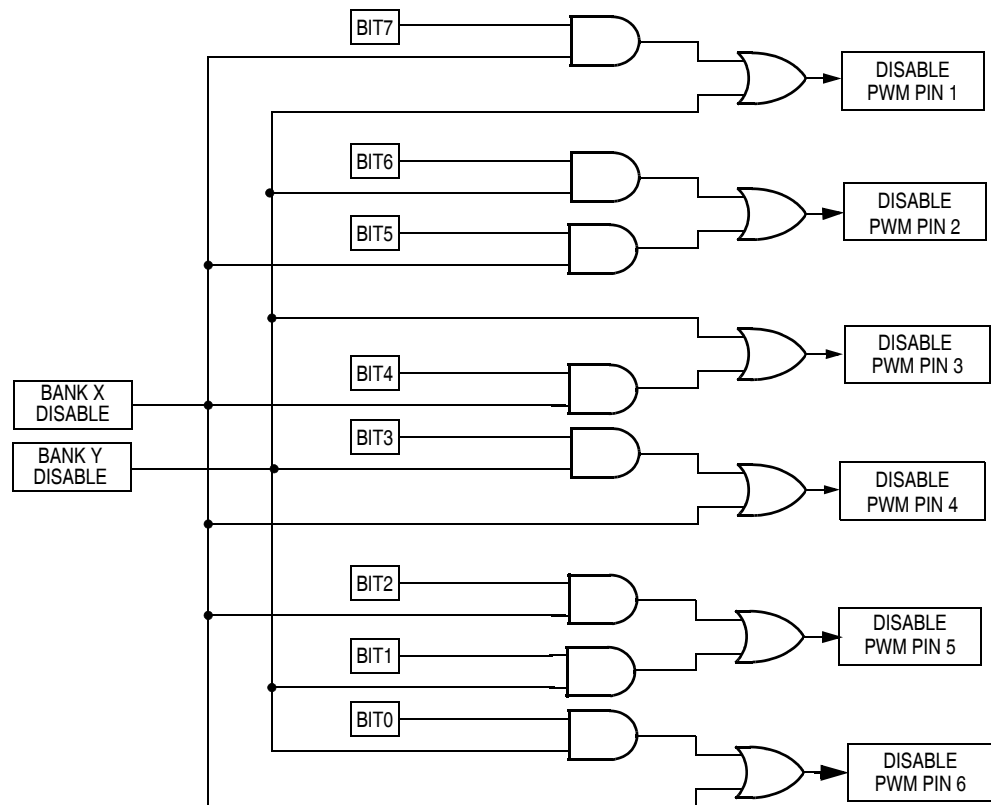 BIT7
DISABLE
PWM PIN 1
BIT6
DISABLE
PWM PIN 2
BIT5
DISABLE
PWM PIN 3
BIT4
BANK X
DISABLE
BIT3
BANK Y
DISABLE
DISABLE
PWM PIN 4
BIT2
DISABLE
PWM PIN 5
BIT1
BIT0
DISABLE
PWM PIN 6